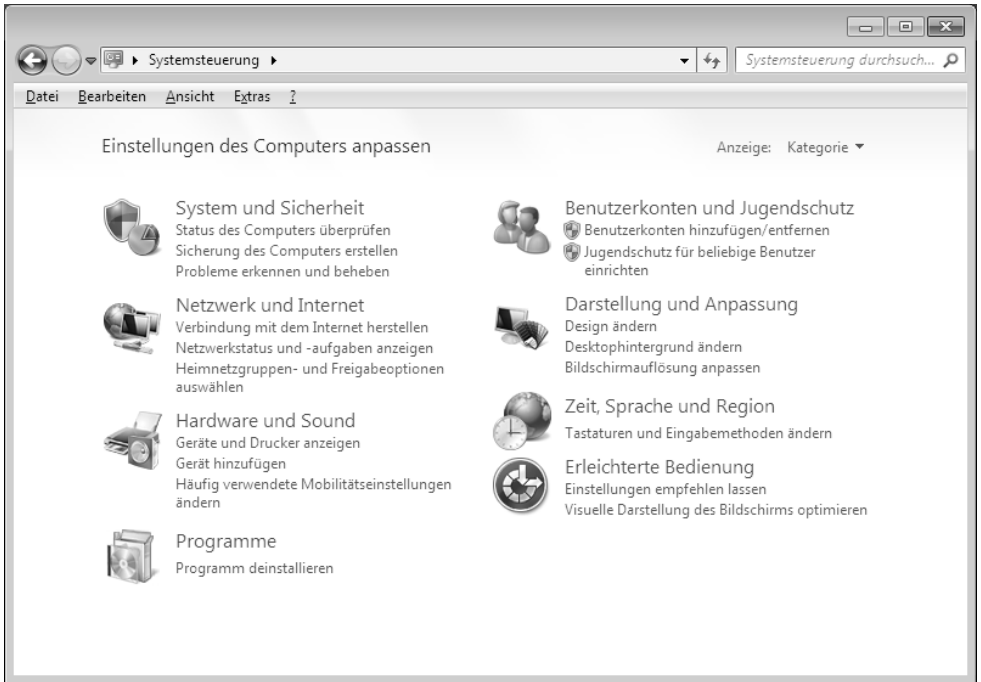 Systemsteuerung
Systemsteuerung durchsuch...
Datei Bearbeiten Ansicht Extras ?
Einstellungen des Computers anpassen
Anzeige: Kategorie
System und Sicherheit
Status des Computers überprüfen
Sicherung des Computers erstellen
Probleme erkennen und beheben
Netzwerk und Internet
Verbindung mit dem Internet herstellen
Netzwerkstatus und -aufgaben anzeigen
Heimnetzgruppen- und Freigabeoptionen
auswählen
Hardware und Sound
Geräte und Drucker anzeigen
Gerät hinzufügen
Häufig verwendete Mobilitätseinstellungen
ändern
Programme
Programm deinstallieren
Benutzerkonten und Jugendschutz
Benutzerkonten hinzufügen/entfernen
Jugendschutz für beliebige Benutzer
einrichten
Darstellung und Anpassung
Design ändern
Desktophintergrund ändern
Bildschirmauflösung anpassen
Zeit, Sprache und Region
Tastaturen und Eingabemethoden ändern
Erleichterte Bedienung
Einstellungen empfehlen lassen
Visuelle Darstellung des Bildschirms optimieren